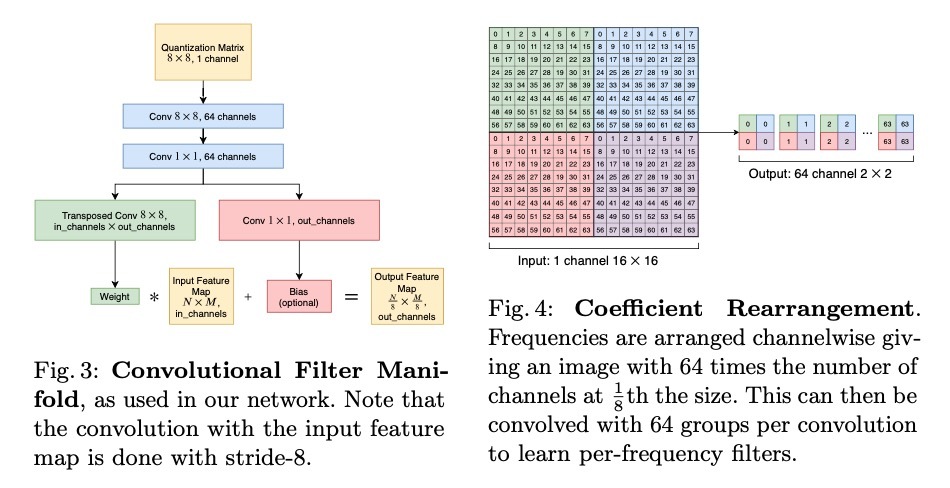 Quantization Matrix
8 × 8, 1 channel
Conv 8 × 8, 64 channels
Conv 1 × 1, 64 channels
Transposed Conv 8 × 8,
in_channels × out_channels
Conv 1 × 1, out_channels
Weight
*
Input Feature
Map
N × M,
in_channels
+
Bias
(optional)
=
Output Feature
Map
N/8 × M/8,
out_channels
Fig. 3: Convolutional Filter Mani-
fold, as used in our network. Note that
the convolution with the input feature
map is done with stride-8.
0 1 2 3 4 5 6 7 0 1 2 3 4 5 6 7
8 9 10 11 12 13 14 15 8 9 10 11 12 13 14 15
16 17 18 19 20 21 22 23 16 17 18 19 20 21 22 23
24 25 26 27 28 29 30 31 24 25 26 27 28 29 30 31
32 33 34 35 36 37 38 39 32 33 34 35 36 37 38 39
40 41 42 43 44 45 46 47 40 41 42 43 44 45 46 47
48 49 50 51 52 53 54 55 48 49 50 51 52 53 54 55
56 57 58 59 60 61 62 63 56 57 58 59 60 61 62 63
0 1 2 3 4 5 6 7 0 1 2 3 4 5 6 7
8 9 10 11 12 13 14 15 8 9 10 11 12 13 14 15
16 17 18 19 20 21 22 23 16 17 18 19 20 21 22 23
24 25 26 27 28 29 30 31 24 25 26 27 28 29 30 31
32 33 34 35 36 37 38 39 32 33 34 35 36 37 38 39
40 41 42 43 44 45 46 47 40 41 42 43 44 45 46 47
48 49 50 51 52 53 54 55 48 49 50 51 52 53 54 55
56 57 58 59 60 61 62 63 56 57 58 59 60 61 62 63
Input: 1 channel 16 × 16
0 0 1 1 2 2 ... 63 63
0 0 1 1 2 2 63 63
Output: 64 channel 2 × 2
Fig. 4: Coefficient Rearrangement.
Frequencies are arranged channelwise giv-
ing an image with 64 times the number of
channels at 1/8th the size. This can then be
convolved with 64 groups per convolution
to learn per-frequency filters.